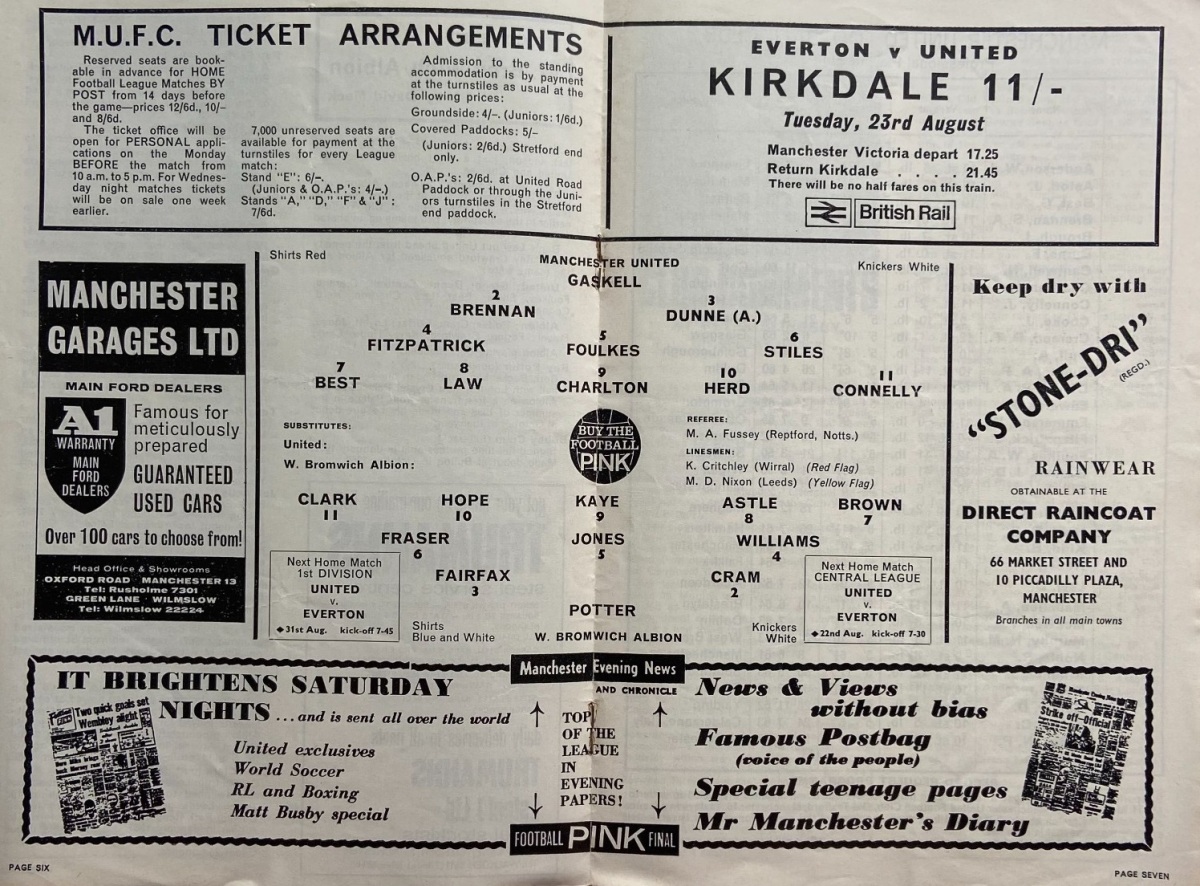 M.U.F.C. TICKET ARRANGEMENTS
Reserved seats are book-
able in advance for HOME
Football League Matches BY
POST from 14 days before
the game—prices 12/6d., 10/-
and 8/6d.
The ticket office will be
open for PERSONAL appli-
cations on the Monday
BEFORE the match from
10 a.m. to 5 p.m. For Wednes-
day night matches tickets
will be on sale one week
earlier.
7,000 unreserved seats are
available for payment at the
turnstiles for every League
match:
Stand "E": 6/-.
(Juniors & O.A.P.'s: 4/-.)
Stands "A," "D," "F" & "J":
7/6d.
Admission to the standing
accommodation is by payment
at the turnstiles as usual at the
following prices:
Groundside: 4/-. (Juniors: 1/6d.)
Covered Paddocks: 5/-
(Juniors: 2/6d.) Stretford end
only.
O.A.P.'s: 2/6d. at United Road
Paddock or through the Juni-
ors turnstiles in the Stretford
end paddock.
EVERTON v UNITED
KIRKDALE 11/-
Tuesday, 23rd August
Manchester Victoria depart 17.25
Return Kirkdale . . . . 21.45
There will be no half fares on this train.
British Rail
MANCHESTER
GARAGES LTD
MAIN FORD DEALERS
A1
WARRANTY
MAIN
FORD
DEALERS
Famous for
meticulously
prepared
GUARANTEED
USED CARS
Over 100 cars to choose from!
Head Office & Showrooms
OXFORD ROAD MANCHESTER 13
Tel: Rusholme 7301
GREEN LANE · WILMSLOW
Tel: Wilmslow 22224
Shirts Red
MANCHESTER UNITED
Knickers White
GASKELL
2
BRENNAN
3
DUNNE (A.)
4
FITZPATRICK
5
FOULKES
6
STILES
7
BEST
8
LAW
9
CHARLTON
10
HERD
11
CONNELLY
SUBSTITUTES:
United:
W. Bromwich Albion:
BUY THE
FOOTBALL
PINK
REFEREE:
M. A. Fussey (Reptford, Notts.)
LINESMEN:
K. Critchley (Wirral) (Red Flag)
M. D. Nixon (Leeds) (Yellow Flag)
CLARK
11
HOPE
10
KAYE
9
ASTLE
8
BROWN
7
FRASER
6
JONES
5
WILLIAMS
4
FAIRFAX
3
CRAM
2
POTTER
W. BROMWICH ALBION
Shirts
Blue and White
Knickers
White
Next Home Match
1st DIVISION
UNITED
v.
EVERTON
31st Aug. kick-off 7-45
Next Home Match
CENTRAL LEAGUE
UNITED
v.
EVERTON
22nd Aug. kick-off 7-30
Keep dry with
"STONE-DRI"
(REGD.)
RAINWEAR
OBTAINABLE AT THE
DIRECT RAINCOAT
COMPANY
66 MARKET STREET AND
10 PICCADILLY PLAZA,
MANCHESTER
Branches in all main towns
IT BRIGHTENS SATURDAY
NIGHTS ...and is sent all over the world
Two quick goals set
Wembley alight
United exclusives
World Soccer
RL and Boxing
Matt Busby special
Manchester Evening News
AND CHRONICLE
TOP
OF THE
LEAGUE
IN
EVENING
PAPERS!
FOOTBALL PINK FINAL
News & Views
without bias
Famous Postbag
(voice of the people)
Special teenage pages
Mr Manchester's Diary
Strike off—Official
PAGE SIX
PAGE SEVEN